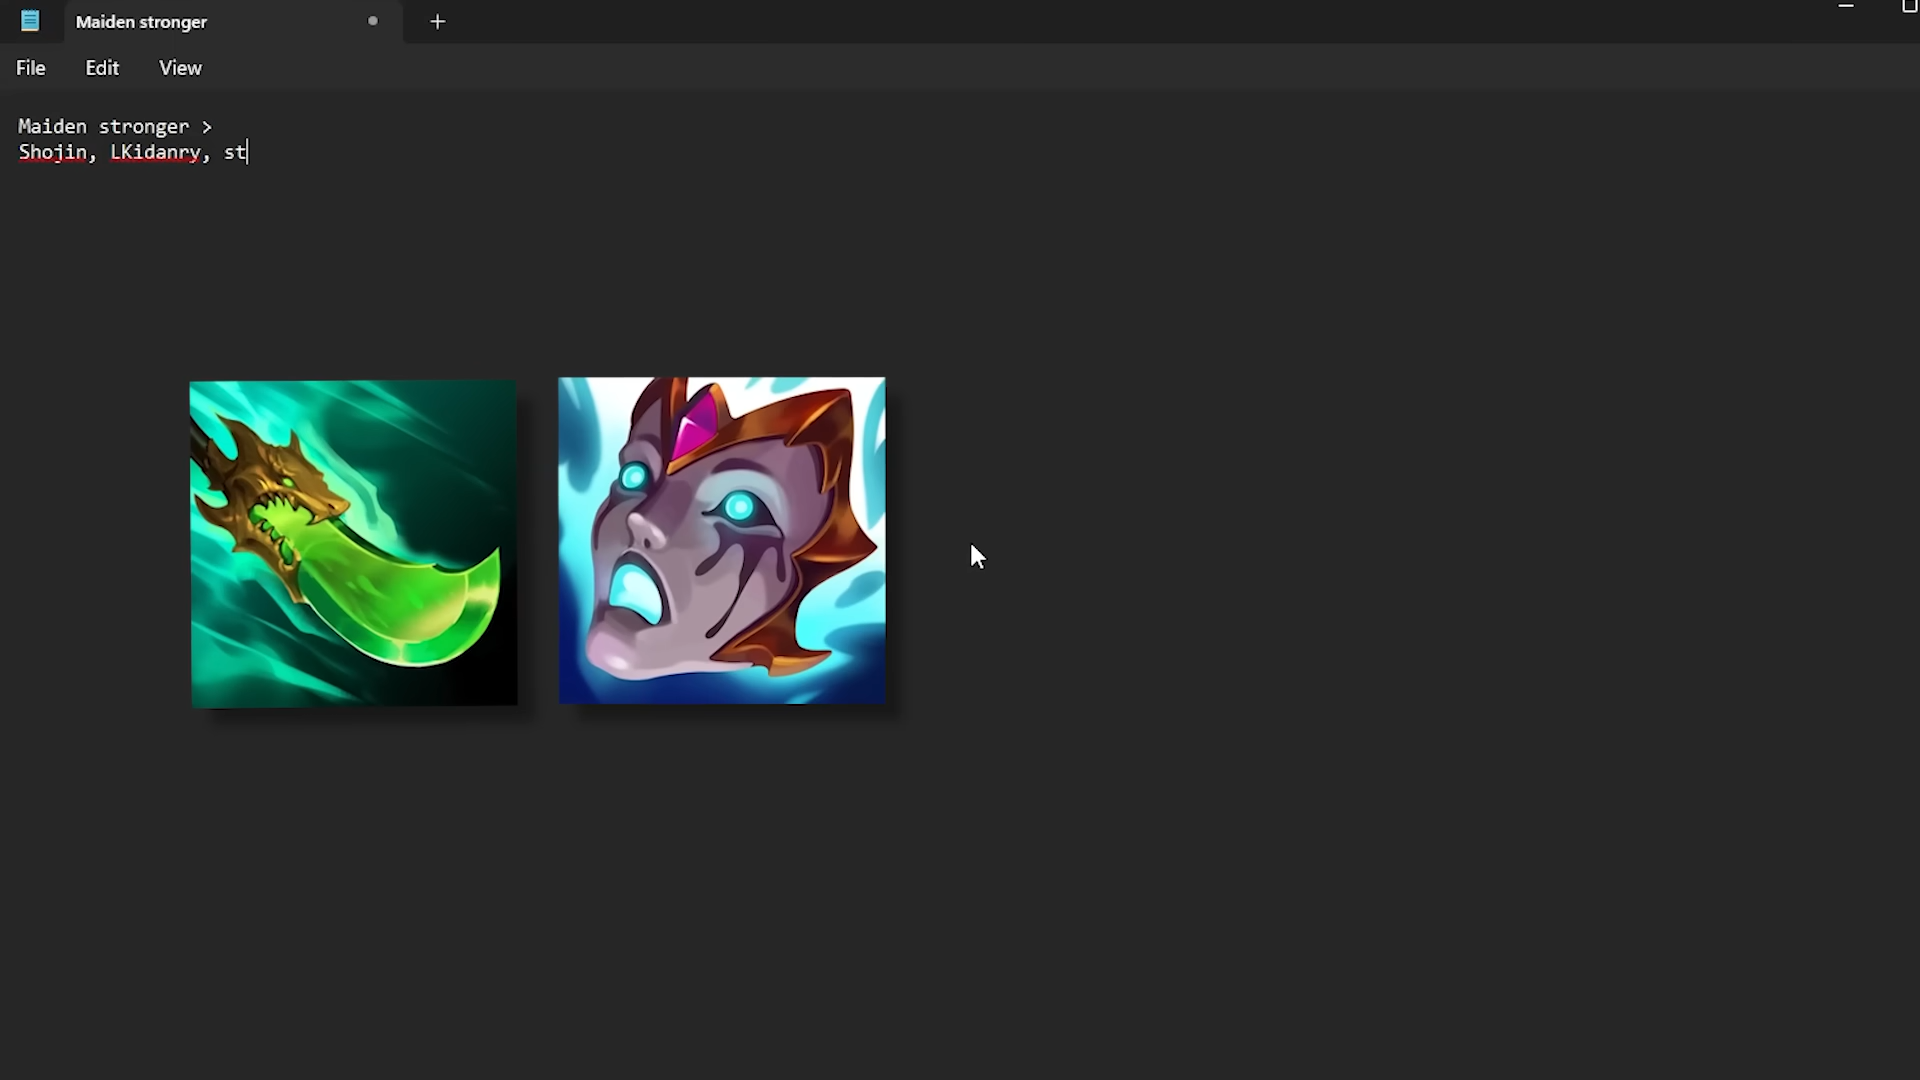 Maiden stronger
File Edit View
Maiden stronger >
Shojin, LKidanry, st